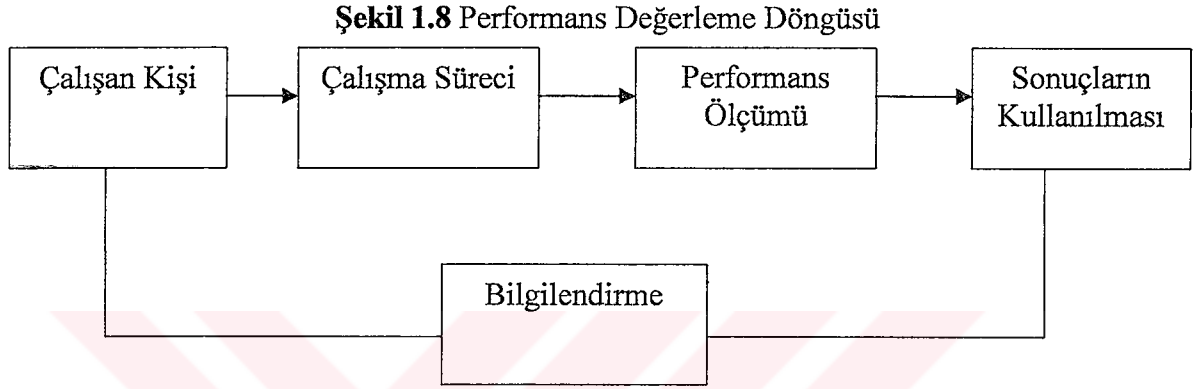 Şekil 1.8 Performans Değerleme Döngüsü
Çalışan Kişi
Çalışma Süreci
Performans
Ölçümü
Sonuçların
Kullanılması
Bilgilendirme